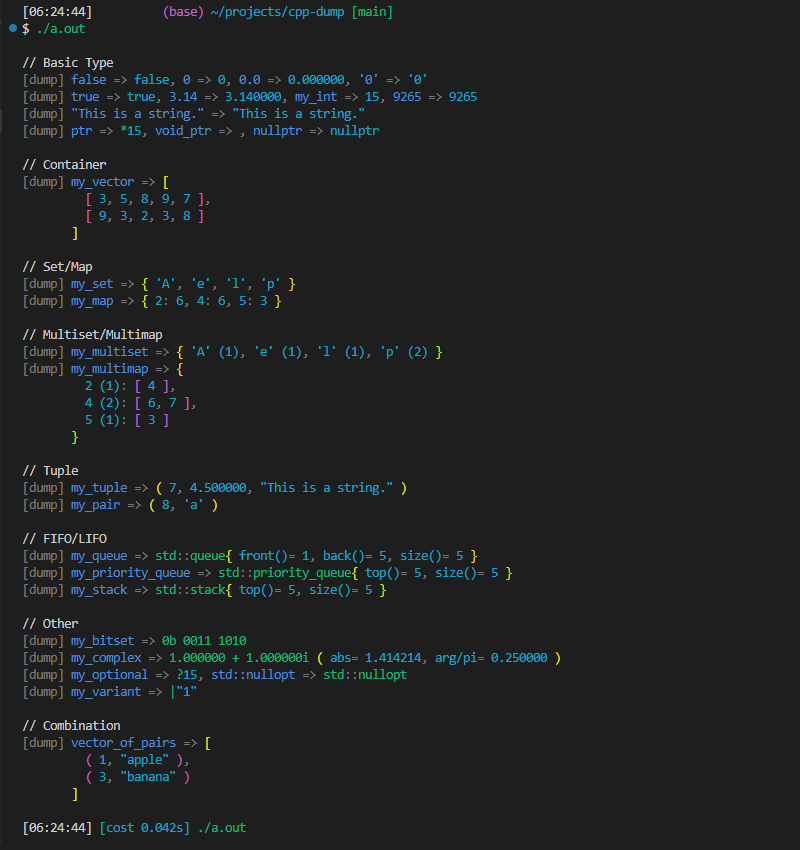 [06:24:44] (base) ~/projects/cpp-dump [main]
$ ./a.out
// Basic Type
[dump] false => false, 0 => 0, 0.0 => 0.000000, '0' => '0'
[dump] true => true, 3.14 => 3.140000, my_int => 15, 9265 => 9265
[dump] "This is a string." => "This is a string."
[dump] ptr => *15, void_ptr => , nullptr => nullptr
// Container
[dump] my_vector => [
[ 3, 5, 8, 9, 7 ],
[ 9, 3, 2, 3, 8 ]
]
// Set/Map
[dump] my_set => { 'A', 'e', 'l', 'p' }
[dump] my_map => { 2: 6, 4: 6, 5: 3 }
// Multiset/Multimap
[dump] my_multiset => { 'A' (1), 'e' (1), 'l' (1), 'p' (2) }
[dump] my_multimap => {
2 (1): [ 4 ],
4 (2): [ 6, 7 ],
5 (1): [ 3 ]
}
// Tuple
[dump] my_tuple => ( 7, 4.500000, "This is a string." )
[dump] my_pair => ( 8, 'a' )
// FIFO/LIFO
[dump] my_queue => std::queue{ front()= 1, back()= 5, size()= 5 }
[dump] my_priority_queue => std::priority_queue{ top()= 5, size()= 5 }
[dump] my_stack => std::stack{ top()= 5, size()= 5 }
// Other
[dump] my_bitset => 0b 0011 1010
[dump] my_complex => 1.000000 + 1.000000i ( abs= 1.414214, arg/pi= 0.250000 )
[dump] my_optional => ?15, std::nullopt => std::nullopt
[dump] my_variant => |"1"
// Combination
[dump] vector_of_pairs => [
( 1, "apple" ),
( 3, "banana" )
]
[06:24:44] [cost 0.042s] ./a.out